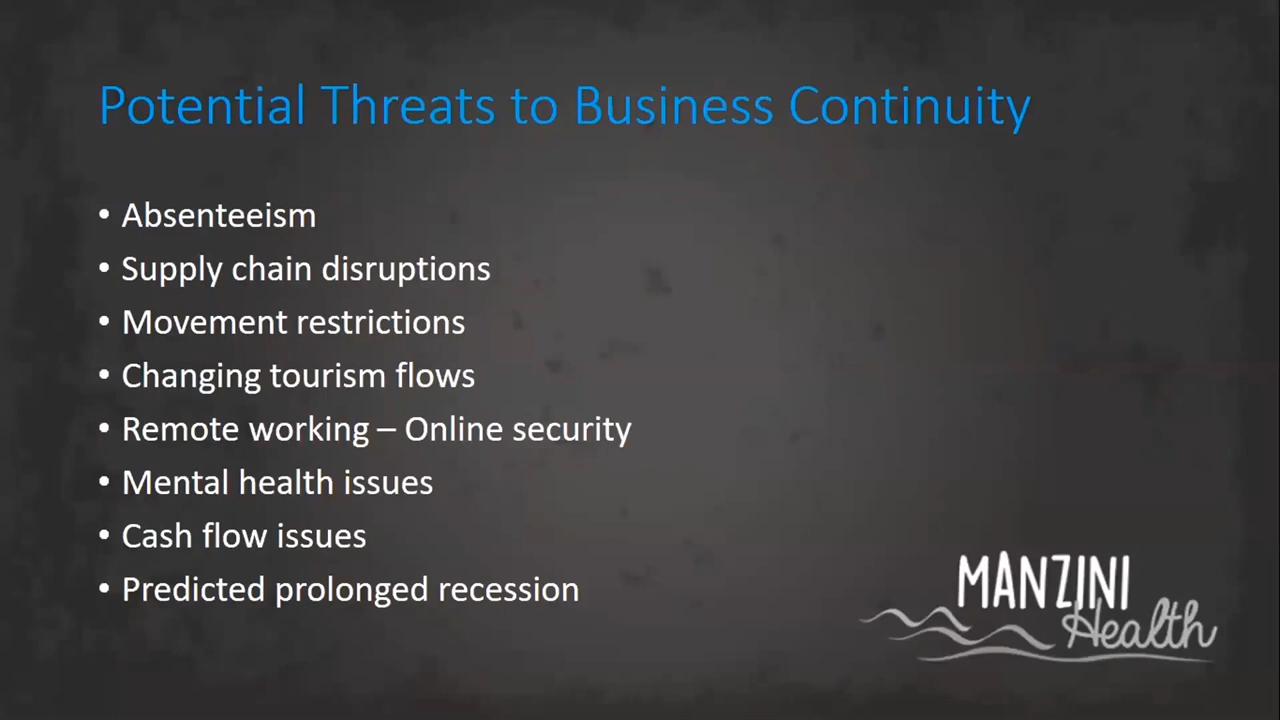 Potential Threats to Business Continuity
• Absenteeism
• Supply chain disruptions
• Movement restrictions
• Changing tourism flows
• Remote working – Online security
• Mental health issues
• Cash flow issues
• Predicted prolonged recession
MANZINI
Health